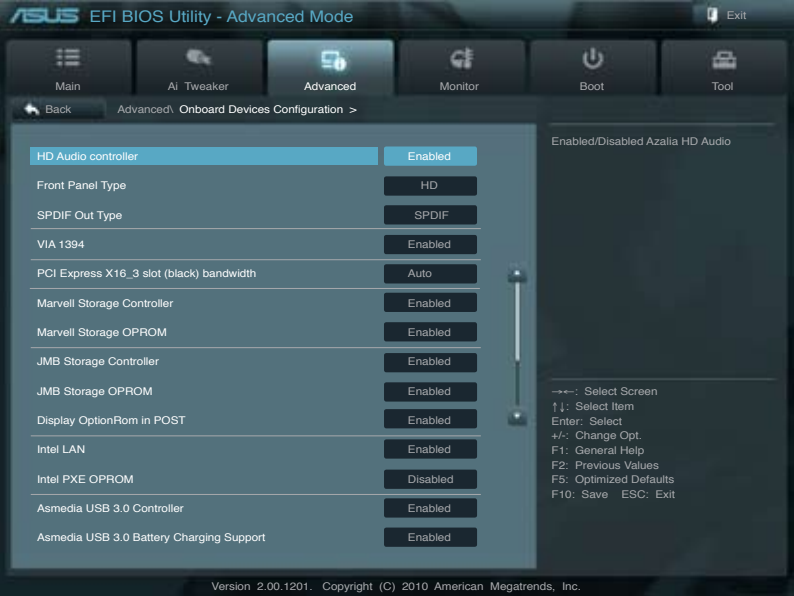 ASUS EFI BIOS Utility - Advanced Mode
Exit
Main
Ai Tweaker
Advanced
Monitor
Boot
Tool
Back
Advanced\ Onboard Devices Configuration >
HD Audio controller Enabled
Front Panel Type HD
SPDIF Out Type SPDIF
VIA 1394 Enabled
PCI Express X16_3 slot (black) bandwidth Auto
Marvell Storage Controller Enabled
Marvell Storage OPROM Enabled
JMB Storage Controller Enabled
JMB Storage OPROM Enabled
Display OptionRom in POST Enabled
Intel LAN Enabled
Intel PXE OPROM Disabled
Asmedia USB 3.0 Controller Enabled
Asmedia USB 3.0 Battery Charging Support Enabled
Enabled/Disabled Azalia HD Audio
→←: Select Screen
↑↓: Select Item
Enter: Select
+/-: Change Opt.
F1: General Help
F2: Previous Values
F5: Optimized Defaults
F10: Save ESC: Exit
Version 2.00.1201. Copyright (C) 2010 American Megatrends, Inc.